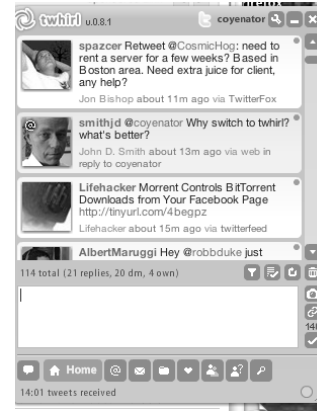 twhirl v.0.8.1 coyenator
spazcer Retweet @CosmicHog: need to
rent a server for a few weeks? Based in
Boston area. Need extra juice for client,
any help?
Jon Bishop about 11m ago via TwitterFox
smithjd @coyenator Why switch to twhirl?
what's better?
John D. Smith about 13m ago via web in
reply to coyenator
Lifehacker Morrent Controls BitTorrent
Downloads from Your Facebook Page
http://tinyurl.com/4begpz
Lifehacker about 15m ago via twitterfeed
AlbertMaruggi Hey @robbduke just
114 total (21 replies, 20 dm, 4 own)
Home
14:01 tweets received